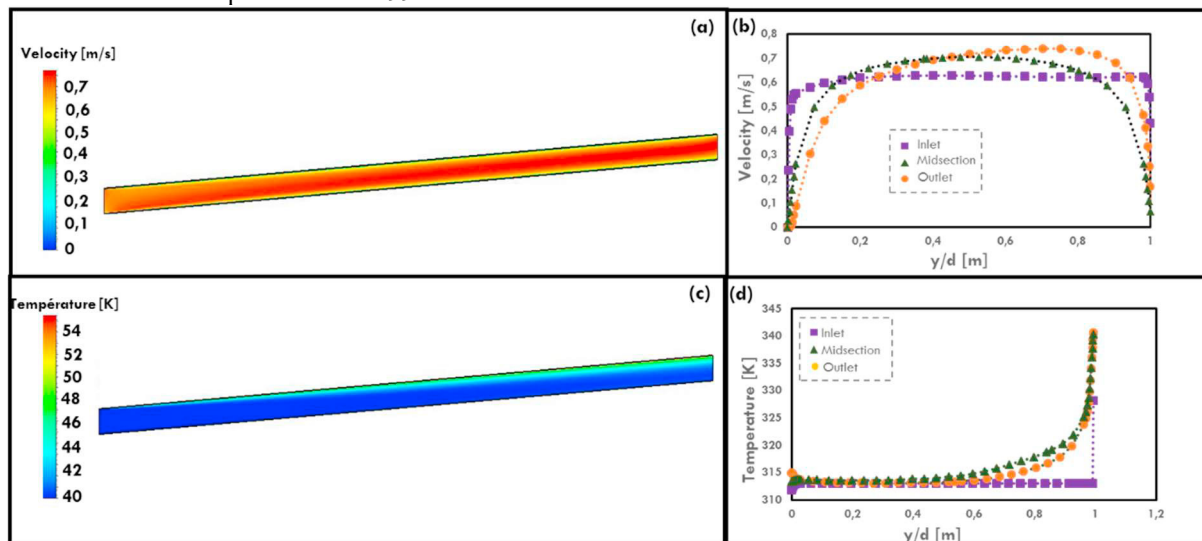 (a)
Velocity [m/s]
0,7
0,6
0,5
0,4
0,3
0,2
0,1
0
(b)
0,8
0,7
0,6
0,5
0,4
0,3
0,2
0,1
0
Velocity [m/s]
Inlet
Midsection
Outlet
0 0,2 0,4 0,6 0,8 1
y/d [m]
(c)
Température [K]
54
52
50
48
46
44
42
40
(d)
345
340
335
330
325
320
315
310
Temperature [K]
Inlet
Midsection
Outlet
0 0,2 0,4 0,6 0,8 1 1,2
y/d [m]